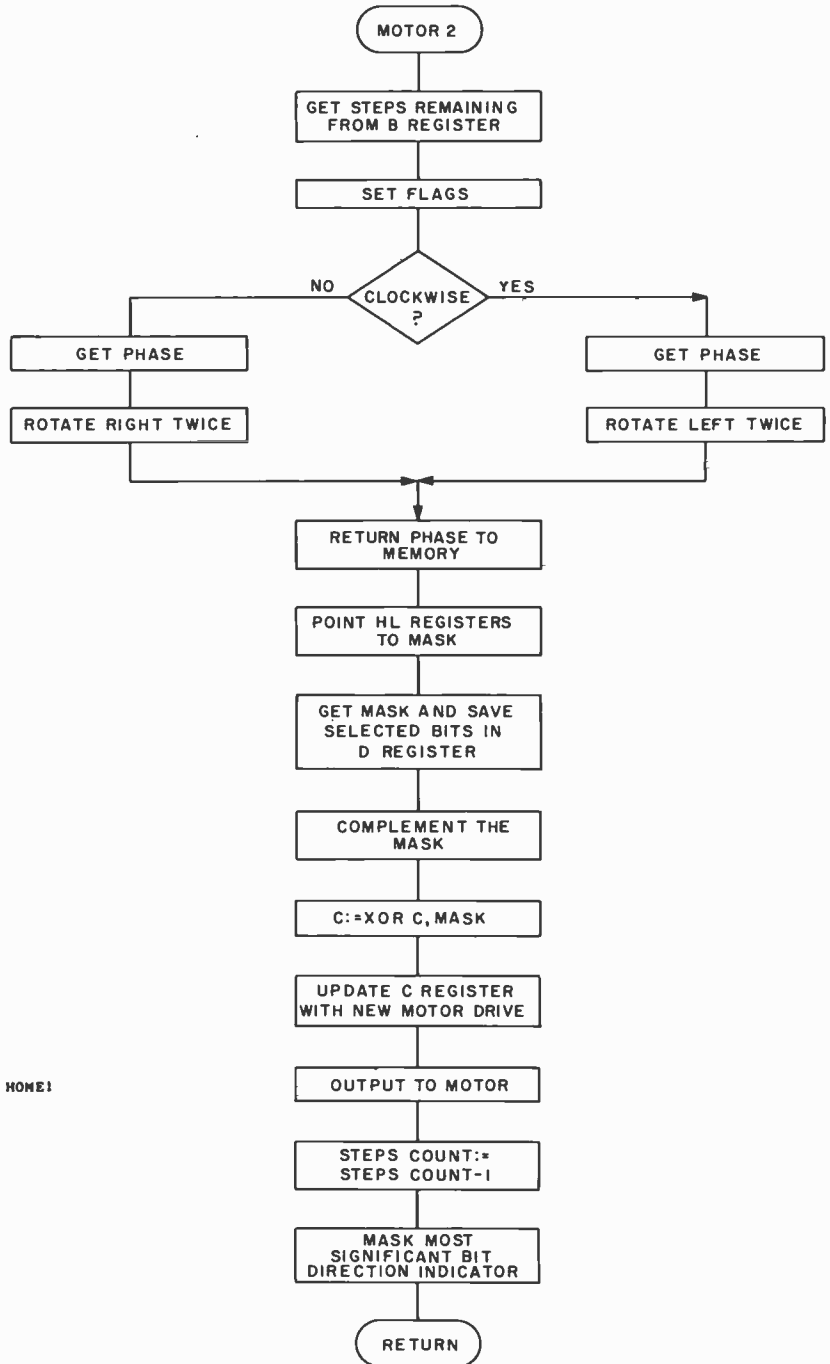 MOTOR 2
GET STEPS REMAINING
FROM B REGISTER
SET FLAGS
NO
CLOCKWISE
?
YES
GET PHASE
GET PHASE
ROTATE RIGHT TWICE
ROTATE LEFT TWICE
RETURN PHASE TO
MEMORY
POINT HL REGISTERS
TO MASK
GET MASK AND SAVE
SELECTED BITS IN
D REGISTER
COMPLEMENT THE
MASK
C:=XOR C, MASK
UPDATE C REGISTER
WITH NEW MOTOR DRIVE
HOME1
OUTPUT TO MOTOR
STEPS COUNT:=
STEPS COUNT-1
MASK MOST
SIGNIFICANT BIT
DIRECTION INDICATOR
RETURN